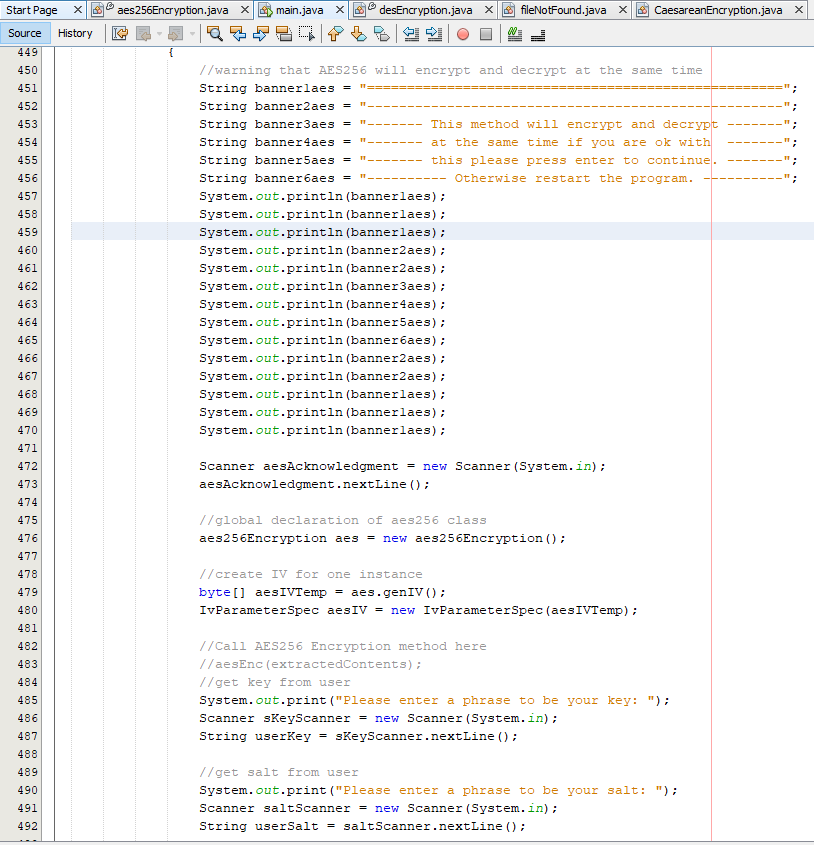 Start Page aes256Encryption.java main.java desEncryption.java fileNotFound.java CaesareanEncryption.java
Source History
449 {
450 //warning that AES256 will encrypt and decrypt at the same time
451 String banner1aes = "====================================================";
452 String banner2aes = "----------------------------------------------------";
453 String banner3aes = "------- This method will encrypt and decrypt -------";
454 String banner4aes = "------- at the same time if you are ok with  -------";
455 String banner5aes = "------- this please press enter to continue. -------";
456 String banner6aes = "---------- Otherwise restart the program. ----------";
457 System.out.println(banner1aes);
458 System.out.println(banner1aes);
459 System.out.println(banner1aes);
460 System.out.println(banner2aes);
461 System.out.println(banner2aes);
462 System.out.println(banner3aes);
463 System.out.println(banner4aes);
464 System.out.println(banner5aes);
465 System.out.println(banner6aes);
466 System.out.println(banner2aes);
467 System.out.println(banner2aes);
468 System.out.println(banner1aes);
469 System.out.println(banner1aes);
470 System.out.println(banner1aes);
471
472 Scanner aesAcknowledgment = new Scanner(System.in);
473 aesAcknowledgment.nextLine();
474
475 //global declaration of aes256 class
476 aes256Encryption aes = new aes256Encryption();
477
478 //create IV for one instance
479 byte[] aesIVTemp = aes.genIV();
480 IvParameterSpec aesIV = new IvParameterSpec(aesIVTemp);
481
482 //Call AES256 Encryption method here
483 //aesEnc(extractedContents);
484 //get key from user
485 System.out.print("Please enter a phrase to be your key: ");
486 Scanner sKeyScanner = new Scanner(System.in);
487 String userKey = sKeyScanner.nextLine();
488
489 //get salt from user
490 System.out.print("Please enter a phrase to be your salt: ");
491 Scanner saltScanner = new Scanner(System.in);
492 String userSalt = saltScanner.nextLine();